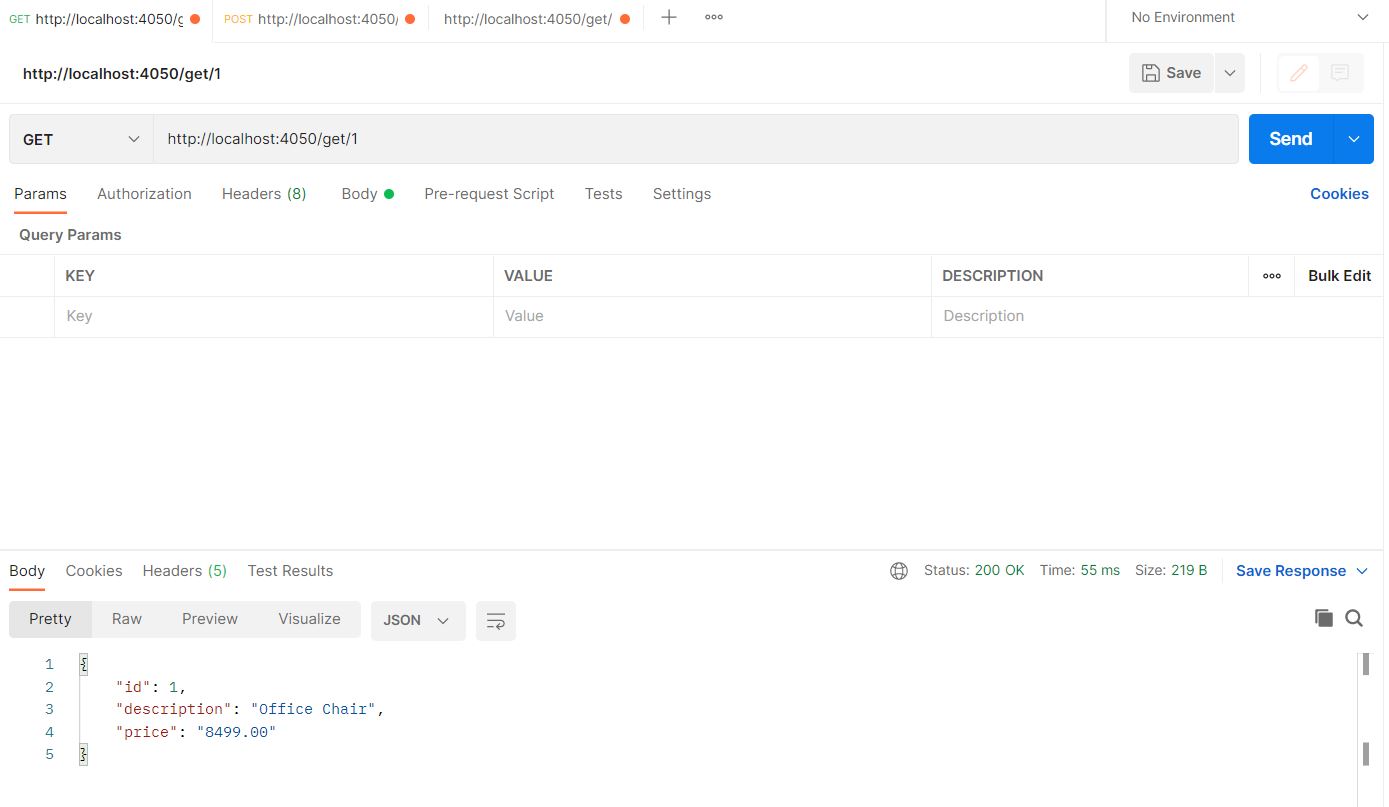 GET http://localhost:4050/g POST http://localhost:4050/ http://localhost:4050/get/ No Environment
http://localhost:4050/get/1 Save
GET http://localhost:4050/get/1 Send
Params Authorization Headers (8) Body Pre-request Script Tests Settings Cookies
Query Params
KEY VALUE DESCRIPTION Bulk Edit
Key Value Description
Body Cookies Headers (5) Test Results Status: 200 OK Time: 55 ms Size: 219 B Save Response
Pretty Raw Preview Visualize JSON
1 {
2 "id": 1,
3 "description": "Office Chair",
4 "price": "8499.00"
5 }